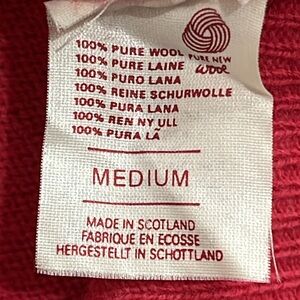 100% PURE WOOL
100% PURE LAINE
100% PURO LANA
100% REINE SCHURWOLLE
100% PURA LANA
100% REN NY ULL
100% PURA LÃ
PURE NEW
WOOL
MEDIUM
MADE IN SCOTLAND
FABRIQUE EN ECOSSE
HERGESTELLT IN SCHOTTLAND